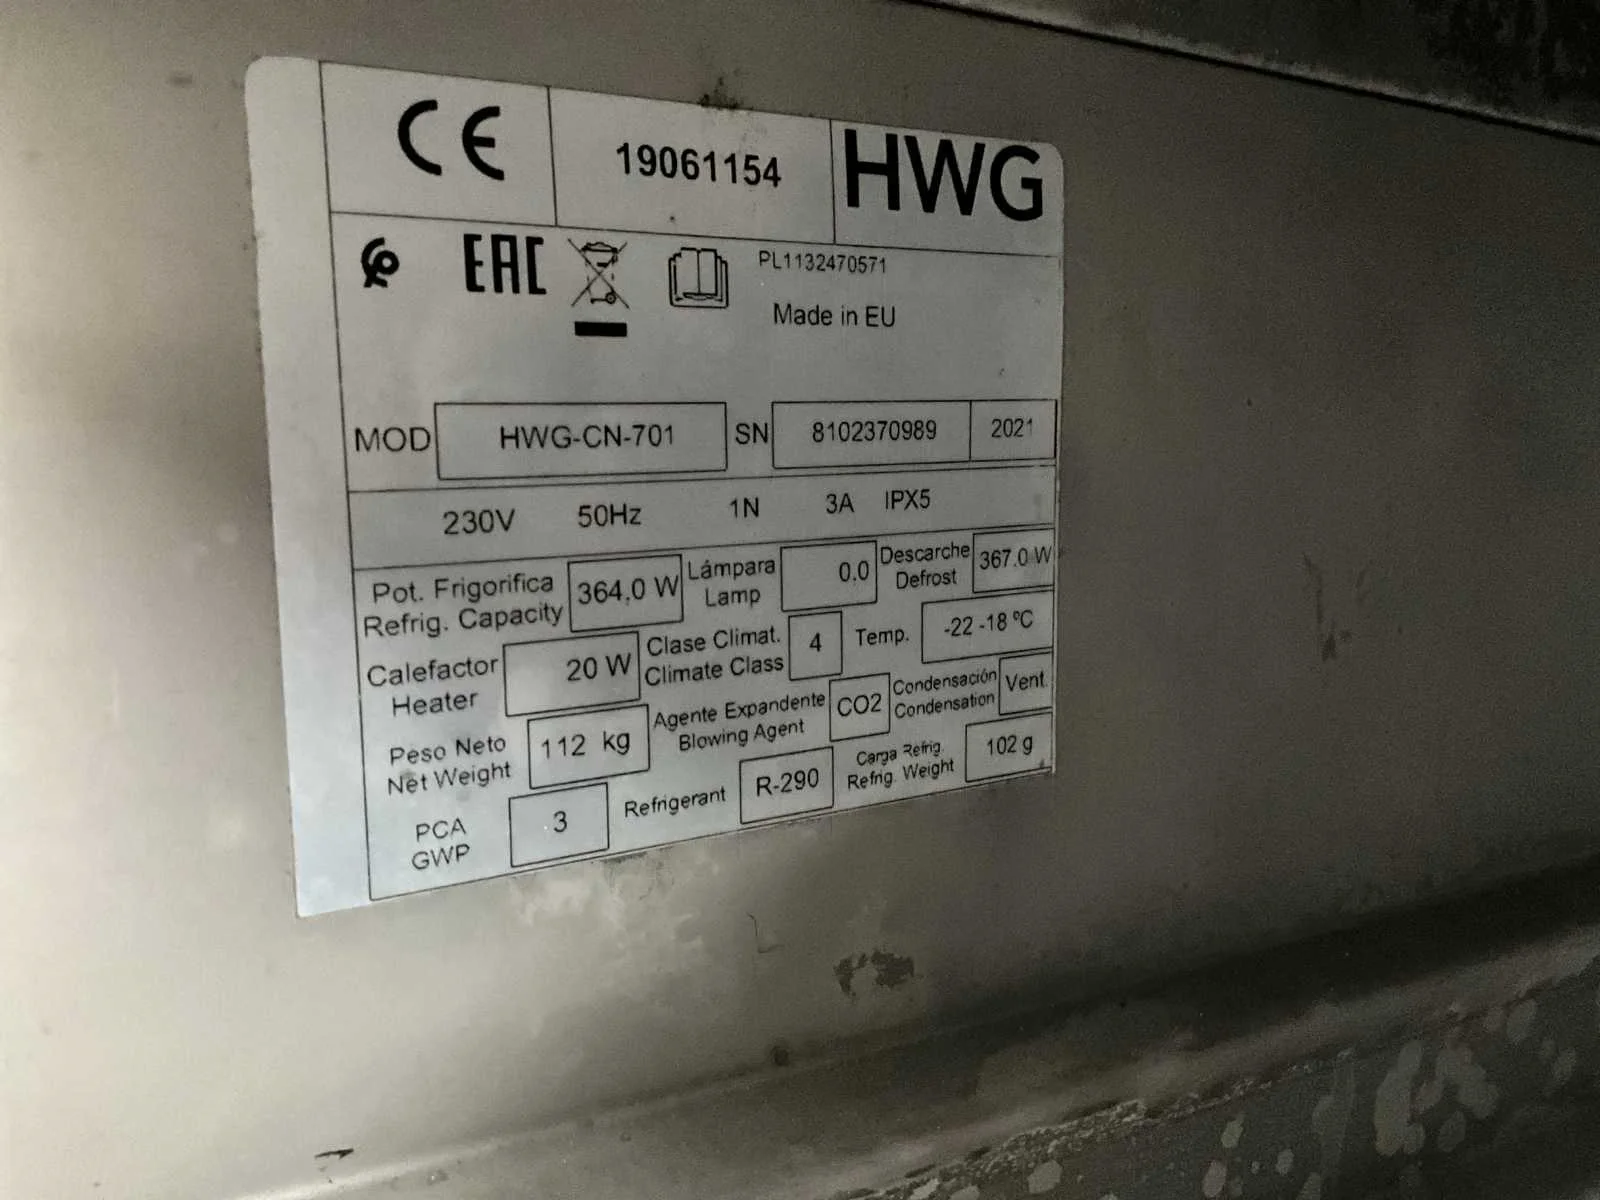 CE 19061154 HWG
EAC PL1132470571
Made in EU
MOD HWG-CN-701 SN 8102370989 2021
230V 50Hz 1N 3A IPX5
Pot. Frigorifica 364.0 W Lámpara 0.0 Descarche 367.0 W
Refrig. Capacity Lamp Defrost
Calefactor 20 W Clase Climat. 4 Temp. -22 -18 ºC
Heater Climate Class
Peso Neto 112 kg Agente Expandente CO2 Condensación Vent.
Net Weight Blowing Agent Condensation
PCA 3 Refrigerant R-290 Carga Refrig. 102 g
GWP Refrig. Weight